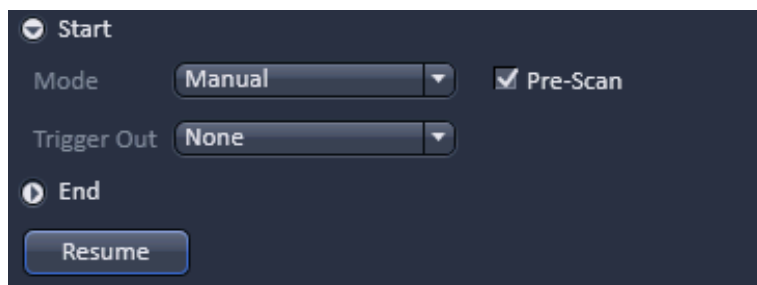 Start
Mode Manual Pre-Scan
Trigger Out None
End
Resume